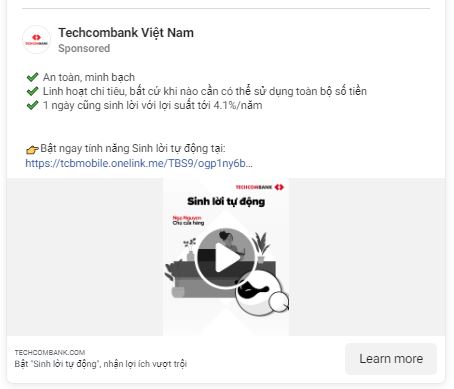 TECHCOMBANK
Techcombank Việt Nam
Sponsored
An toàn, minh bạch
Linh hoạt chi tiêu, bất cứ khi nào cần có thể sử dụng toàn bộ số tiền
1 ngày cũng sinh lời với lợi suất tới 4.1%/năm
Bật ngay tính năng Sinh lời tự động tại:
https://tcbmobile.onelink.me/TBS9/ogp1ny6b...
TECHCOMBANK
Sinh lời tự động
Nga Nguyen
Chủ cửa hàng
TECHCOMBANK.COM
Bật "Sinh lời tự động", nhận lợi ích vượt trội
Learn more